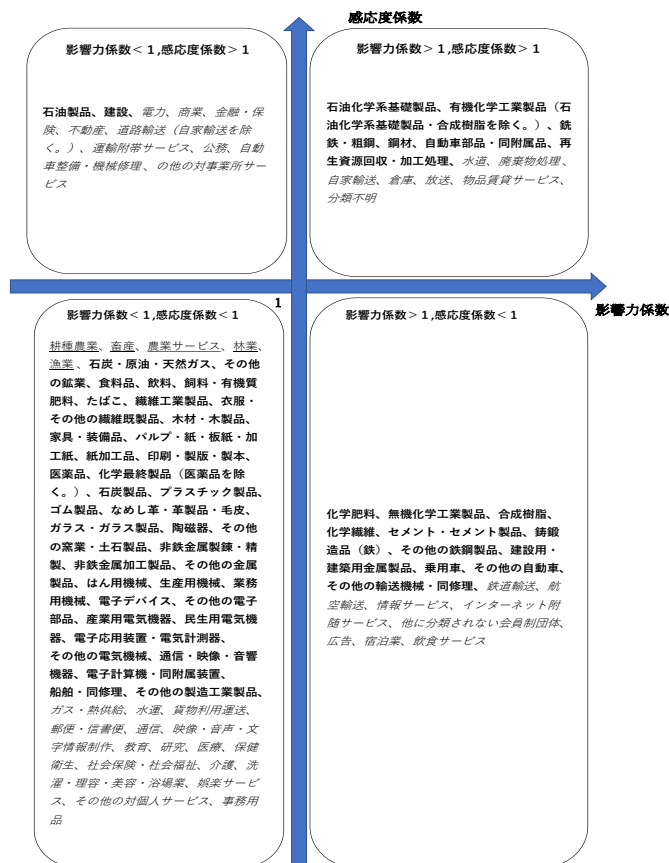 感応度係数
影響力係数＜1,感応度係数＞1
石油製品、建設、電力、商業、金融・保
険、不動産、道路輸送（自家輸送を除
く。）、運輸附帯サービス、公務、自動
車整備・機械修理、の他の対事業所サー
ビス
影響力係数＞1,感応度係数＞1
石油化学系基礎製品、有機化学工業製品（石
油化学系基礎製品・合成樹脂を除く。）、銑
鉄・粗鋼、鋼材、自動車部品・同附属品、再
生資源回収・加工処理、水道、廃棄物処理、
自家輸送、倉庫、放送、物品賃貸サービス、
分類不明
1
影響力係数
影響力係数＜1,感応度係数＜1
耕種農業、畜産、農業サービス、林業、
漁業、石炭・原油・天然ガス、その他
の鉱業、食料品、飲料、飼料・有機質
肥料、たばこ、繊維工業製品、衣服・
その他の繊維既製品、木材・木製品、
家具・装備品、パルプ・紙・板紙・加
工紙、紙加工品、印刷・製版・製本、
医薬品、化学最終製品（医薬品を除
く。）、石炭製品、プラスチック製品、
ゴム製品、なめし革・革製品・毛皮、
ガラス・ガラス製品、陶磁器、その他
の窯業・土石製品、非鉄金属製錬・精
製、非鉄金属加工製品、その他の金属
製品、はん用機械、生産用機械、業務
用機械、電子デバイス、その他の電子
部品、産業用電気機器、民生用電気機
器、電子応用装置・電気計測器、
その他の電気機械、通信・映像・音響
機器、電子計算機・同附属装置、
船舶・同修理、その他の製造工業製品、
ガス・熱供給、水運、貨物利用運送、
郵便・信書便、通信、映像・音声・文
字情報制作、教育、研究、医療、保健
衛生、社会保険・社会福祉、介護、洗
濯・理容・美容・浴場業、娯楽サービ
ス、その他の対個人サービス、事務用
品
影響力係数＞1,感応度係数＜1
化学肥料、無機化学工業製品、合成樹脂、
化学繊維、セメント・セメント製品、鋳鍛
造品（鉄）、その他の鉄鋼製品、建設用・
建築用金属製品、乗用車、その他の自動車、
その他の輸送機械・同修理、鉄道輸送、航
空輸送、情報サービス、インターネット附
随サービス、他に分類されない会員制団体、
広告、宿泊業、飲食サービス